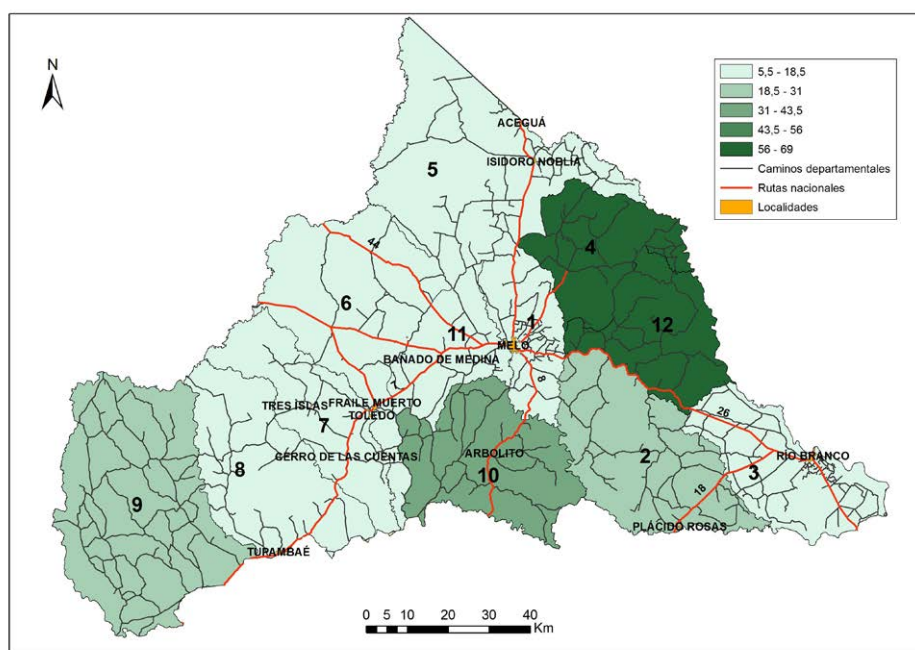 N
5,5 - 18,5
18,5 - 31
31 - 43,5
43,5 - 56
56 - 69
Caminos departamentales
Rutas nacionales
Localidades
ACEGUÁ
ISIDORO NOBLÍA
5
4
44
6
12
1
11
MELO
BAÑADO DE MEDINA
8
7
TRES ISLAS
FRAILE MUERTO
TOLEDO
26
7
CERRO DE LAS CUENTAS
ARBOLITO
2
RÍO BRANCO
8
10
3
9
18
PLÁCIDO ROSAS
TUPAMBAÉ
0 5 10 20 30 40
Km